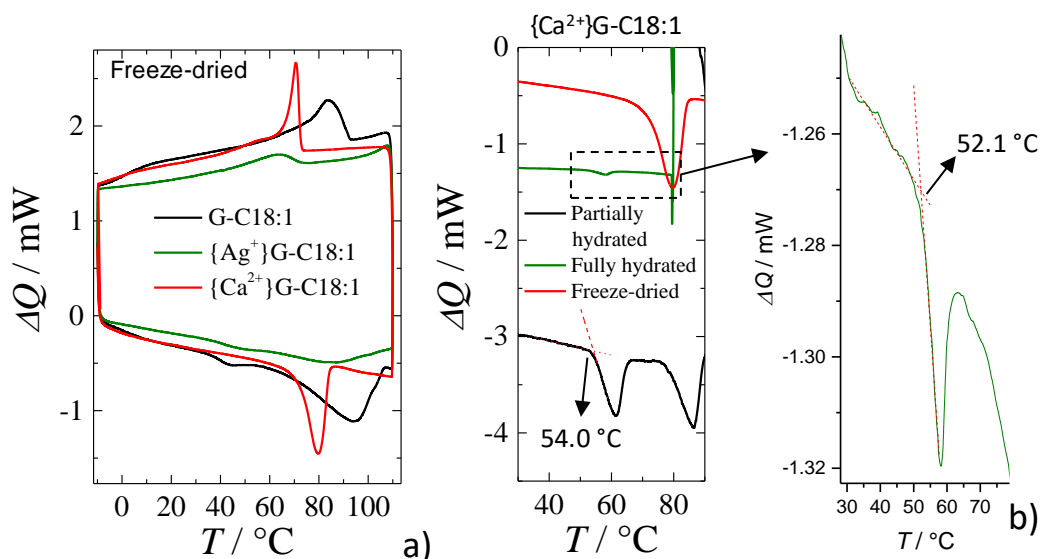 Freeze-dried
ΔQ / mW
2
1
0
-1
G-C18:1
{Ag⁺}G-C18:1
{Ca²⁺}G-C18:1
0 20 40 60 80 100
T / °C
a)
{Ca²⁺}G-C18:1
ΔQ / mW
0
-1
-2
-3
-4
Partially
hydrated
Fully hydrated
Freeze-dried
54.0 °C
40 60 80
T / °C
ΔQ / mW
-1.26
-1.28
-1.30
-1.32
52.1 °C
30 40 50 60 70
T / °C
b)